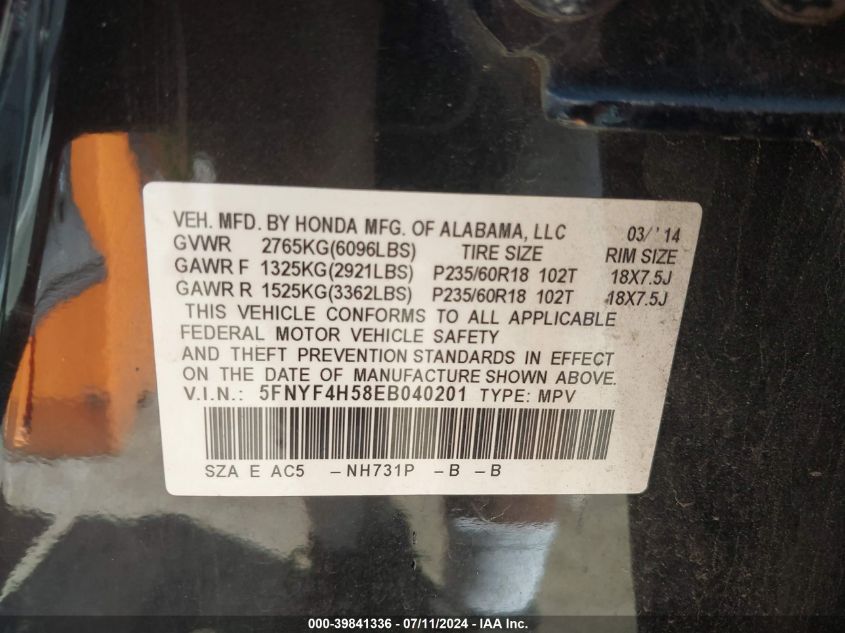 VEH. MFD. BY HONDA MFG. OF ALABAMA, LLC 03/'14
GVWR 2765KG(6096LBS) TIRE SIZE RIM SIZE
GAWR F 1325KG(2921LBS) P235/60R18 102T 18X7.5J
GAWR R 1525KG(3362LBS) P235/60R18 102T 18X7.5J
THIS VEHICLE CONFORMS TO ALL APPLICABLE
FEDERAL MOTOR VEHICLE SAFETY
AND THEFT PREVENTION STANDARDS IN EFFECT
ON THE DATE OF MANUFACTURE SHOWN ABOVE.
V.I.N.: 5FNYF4H58EB040201 TYPE: MPV
SZA E AC5 -NH731P -B -B
000-39841336 - 07/11/2024 - IAA Inc.